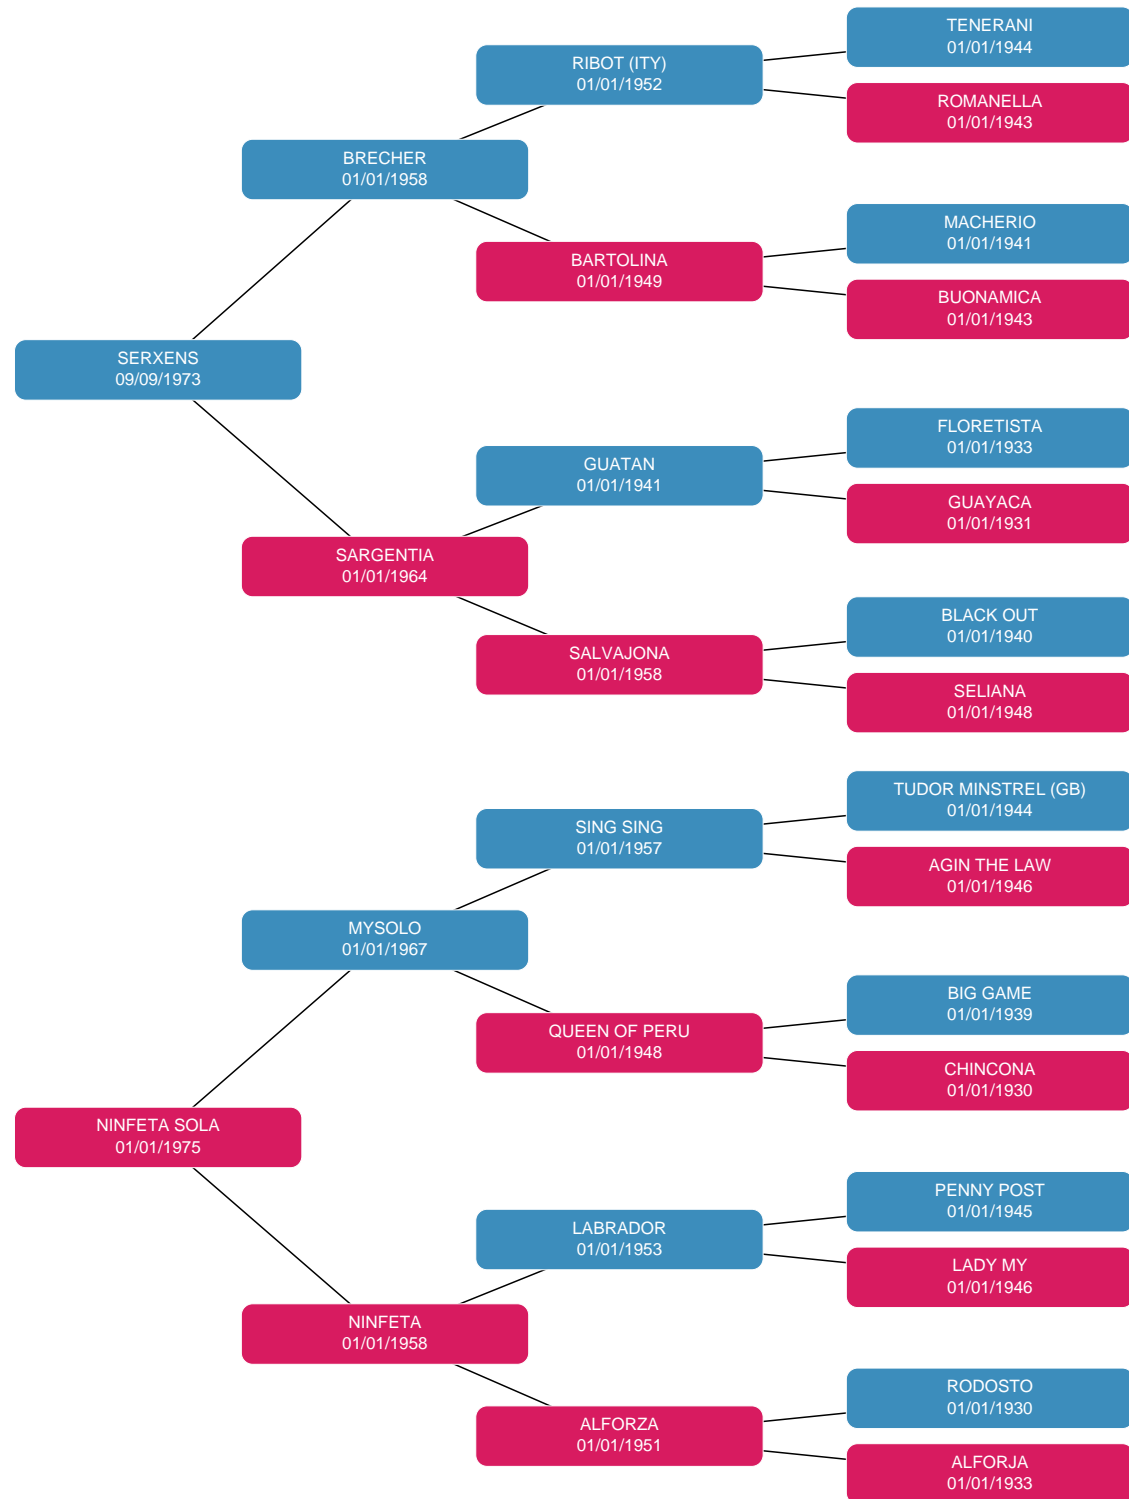 TENERANI
01/01/1944
RIBOT (ITY)
01/01/1952
ROMANELLA
01/01/1943
BRECHER
01/01/1958
MACHERIO
01/01/1941
BARTOLINA
01/01/1949
BUONAMICA
01/01/1943
SERXENS
09/09/1973
FLORETISTA
01/01/1933
GUATAN
01/01/1941
GUAYACA
01/01/1931
SARGENTIA
01/01/1964
BLACK OUT
01/01/1940
SALVAJONA
01/01/1958
SELIANA
01/01/1948
TUDOR MINSTREL (GB)
01/01/1944
SING SING
01/01/1957
AGIN THE LAW
01/01/1946
MYSOLO
01/01/1967
BIG GAME
01/01/1939
QUEEN OF PERU
01/01/1948
CHINCONA
01/01/1930
NINFETA SOLA
01/01/1975
PENNY POST
01/01/1945
LABRADOR
01/01/1953
LADY MY
01/01/1946
NINFETA
01/01/1958
RODOSTO
01/01/1930
ALFORZA
01/01/1951
ALFORJA
01/01/1933